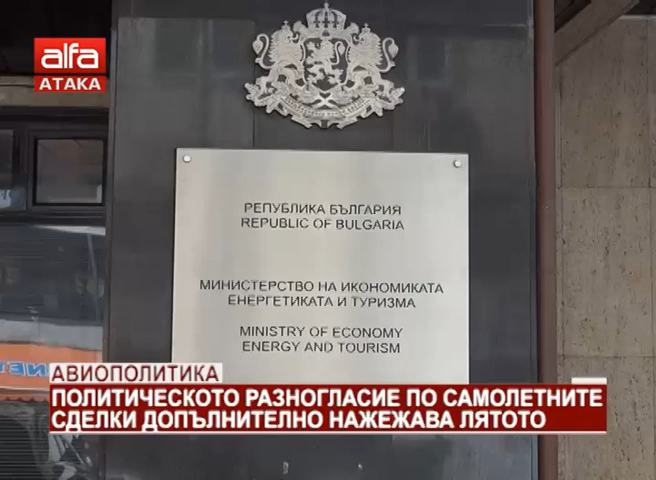 alfa
АТАКА
РЕПУБЛИКА БЪЛГАРИЯ
REPUBLIC OF BULGARIA
МИНИСТЕРСТВО НА ИКОНОМИКАТА
ЕНЕРГЕТИКАТА И ТУРИЗМА
MINISTRY OF ECONOMY
ENERGY AND TOURISM
АВИОПОЛИТИКА
ПОЛИТИЧЕСКОТО РАЗНОГЛАСИЕ ПО САМОЛЕТНИТЕ
СДЕЛКИ ДОПЪЛНИТЕЛНО НАЖЕЖАВА ЛЯТОТО